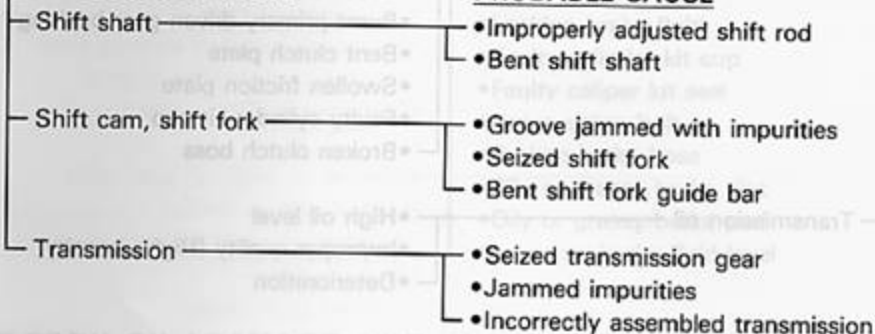 Shift shaft •Improperly adjusted shift rod
•Bent shift shaft
Shift cam, shift fork •Groove jammed with impurities
•Seized shift fork
•Bent shift fork guide bar
Transmission •Seized transmission gear
•Jammed impurities
•Incorrectly assembled transmission